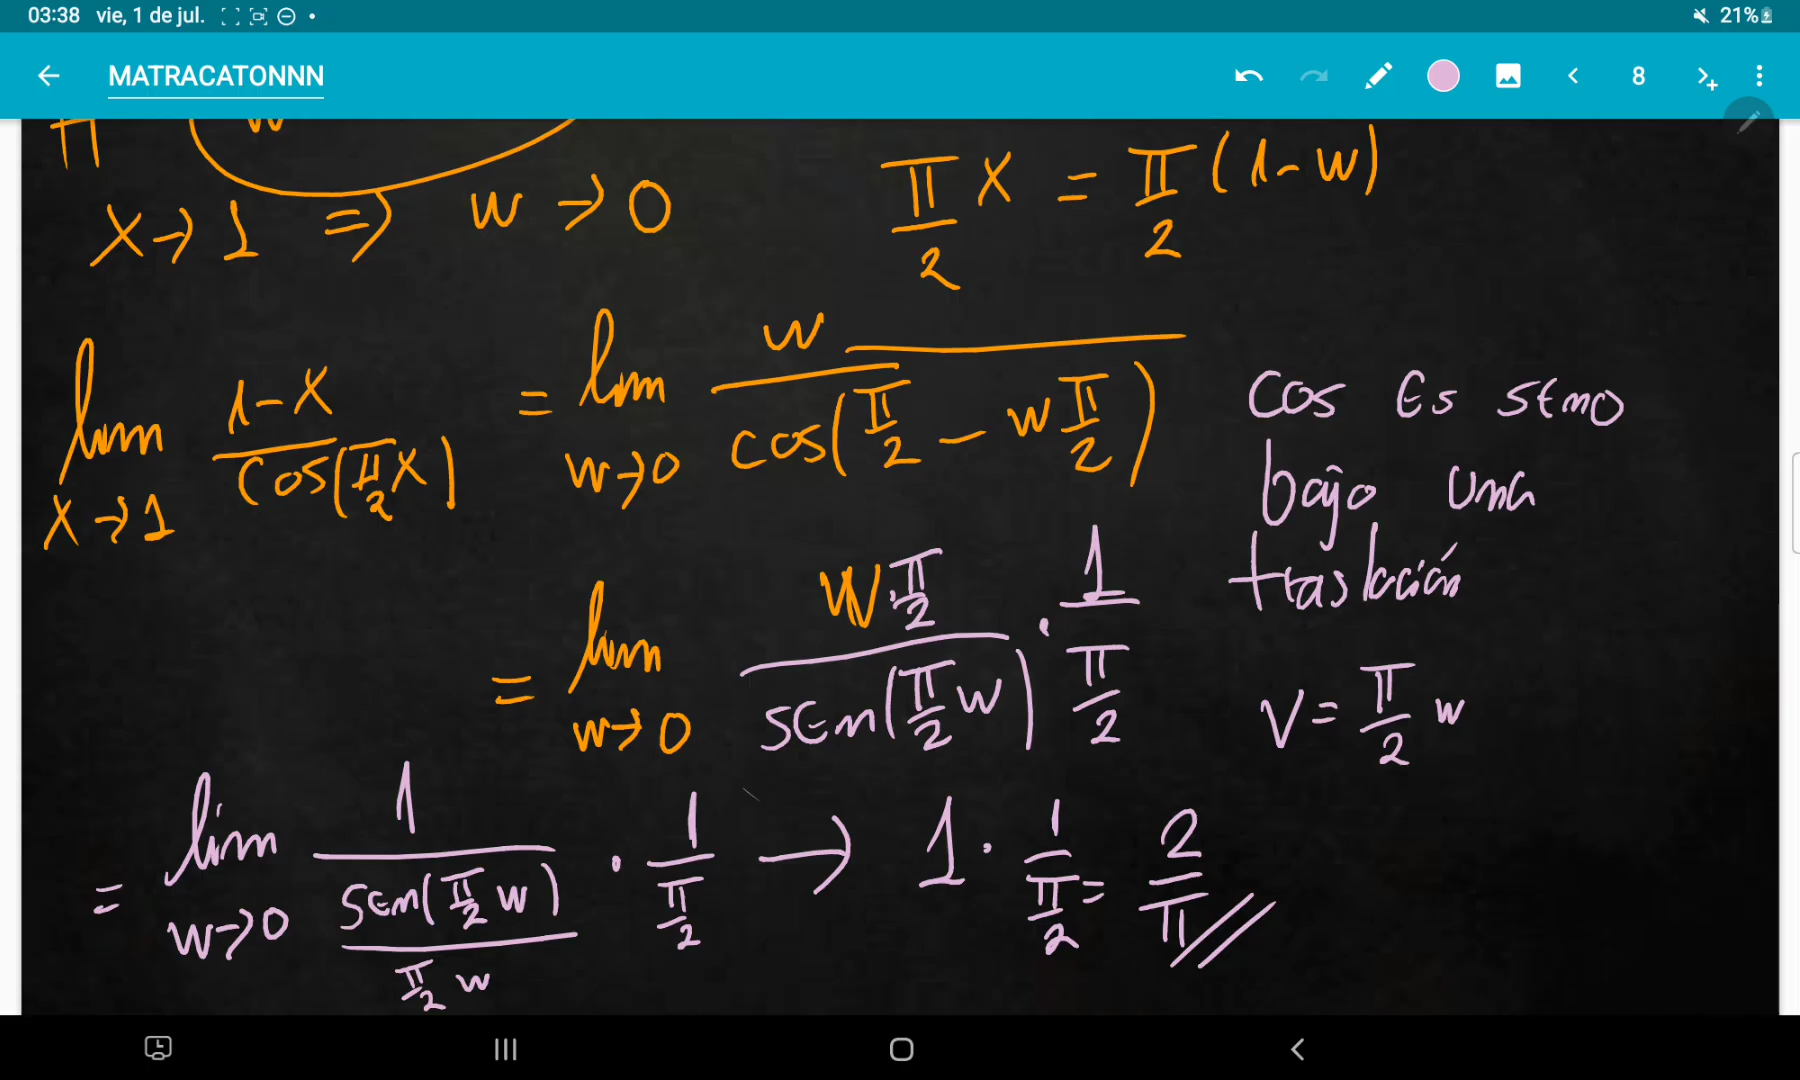 03:38 vie, 1 de jul. 21%
MATRACATONNN 8
π w
x → 1 ⇒ w → 0
π/2 x = π/2 (1 - w)
lim x→1 (1-x)/cos(π/2 x) = lim w→0 w/cos(π/2 - w π/2)
cos Es SEno
bajo una
traslación
= lim w→0 (w π/2)/(sEn(π/2 w)) · 1/(π/2)
v = π/2 w
= lim w→0 1/(sEn(π/2 w)/(π/2 w)) · 1/(π/2) → 1 · 1/(π/2) = 2/π //